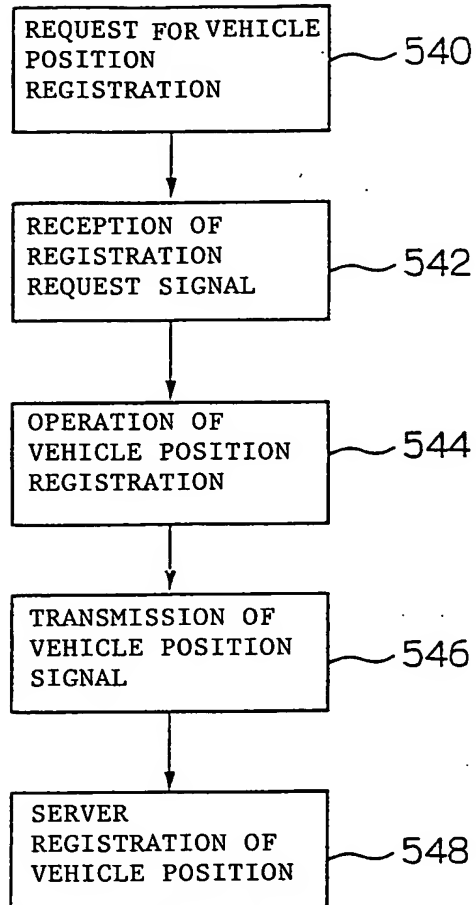 REQUEST FOR VEHICLE
POSITION
REGISTRATION
540
RECEPTION OF
REGISTRATION
REQUEST SIGNAL
542
OPERATION OF
VEHICLE POSITION
REGISTRATION
544
TRANSMISSION OF
VEHICLE POSITION
SIGNAL
546
SERVER
REGISTRATION OF
VEHICLE POSITION
548